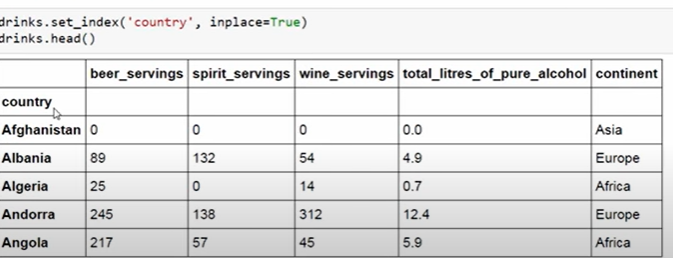 drinks.set_index('country', inplace=True)
drinks.head()
beer_servings spirit_servings wine_servings total_litres_of_pure_alcohol continent
country
Afghanistan 0 0 0 0.0 Asia
Albania 89 132 54 4.9 Europe
Algeria 25 0 14 0.7 Africa
Andorra 245 138 312 12.4 Europe
Angola 217 57 45 5.9 Africa